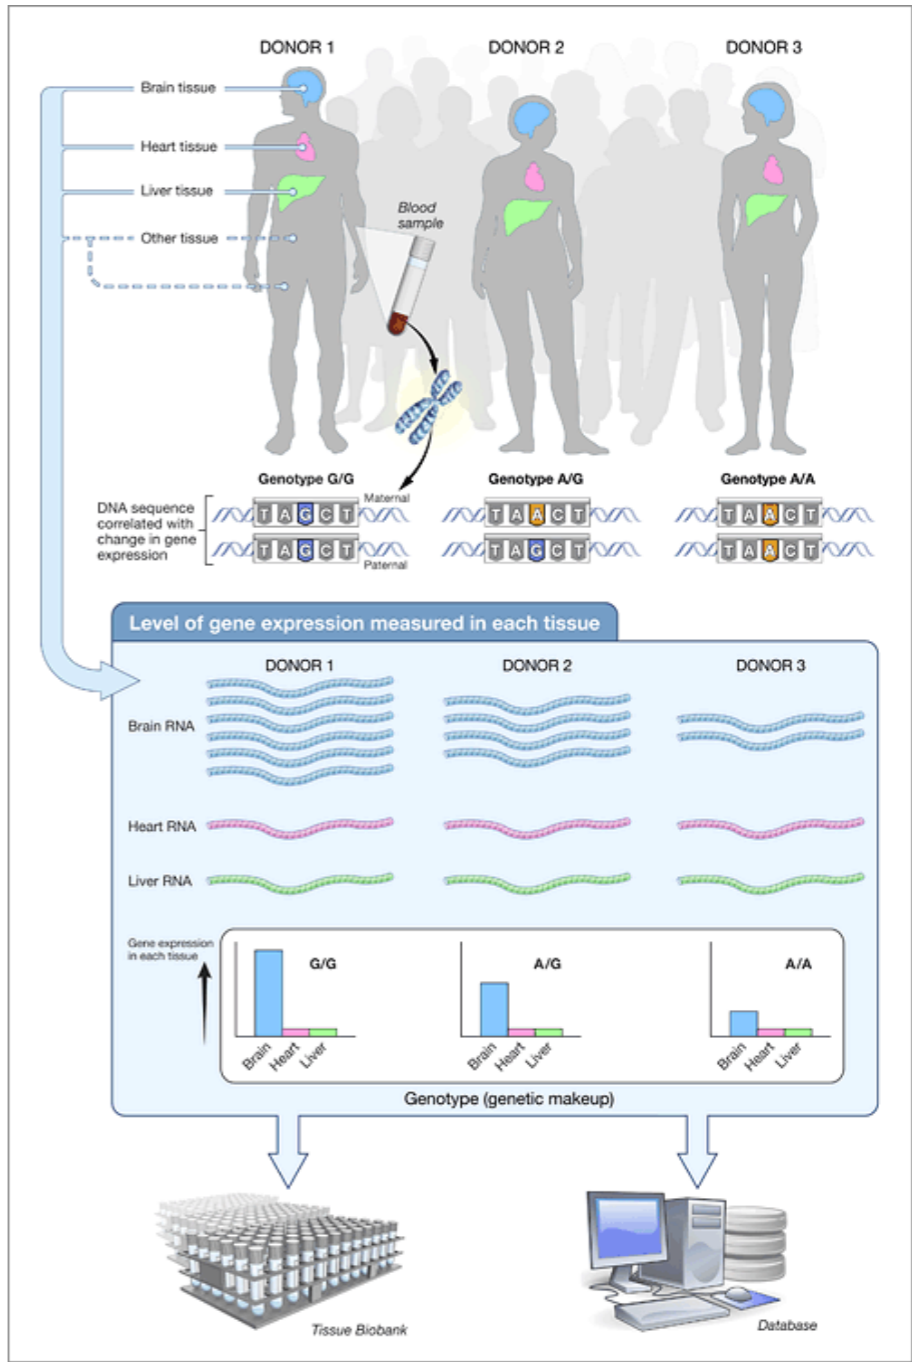 DONOR 1
DONOR 2
DONOR 3
Brain tissue
Heart tissue
Liver tissue
Other tissue
Blood
sample
Genotype G/G
Genotype A/G
Genotype A/A
DNA sequence
correlated with
change in gene
expression
Maternal
TAGCT
TAACT
TAACT
TAGCT
TAGCT
TAACT
Paternal
Level of gene expression measured in each tissue
DONOR 1
DONOR 2
DONOR 3
Brain RNA
Heart RNA
Liver RNA
Gene expression
in each tissue
G/G
A/G
A/A
Brain
Heart
Liver
Brain
Heart
Liver
Brain
Heart
Liver
Genotype (genetic makeup)
Tissue Biobank
Database